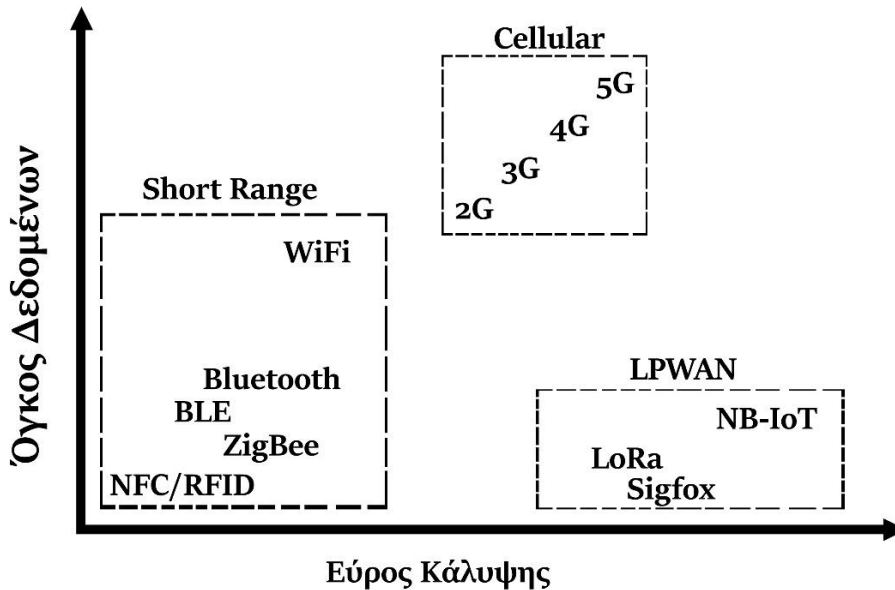 Cellular
5G
4G
3G
2G
Short Range
WiFi
Bluetooth
BLE
ZigBee
NFC/RFID
LPWAN
NB-IoT
LoRa
Sigfox
Όγκος Δεδομένων
Εύρος Κάλυψης